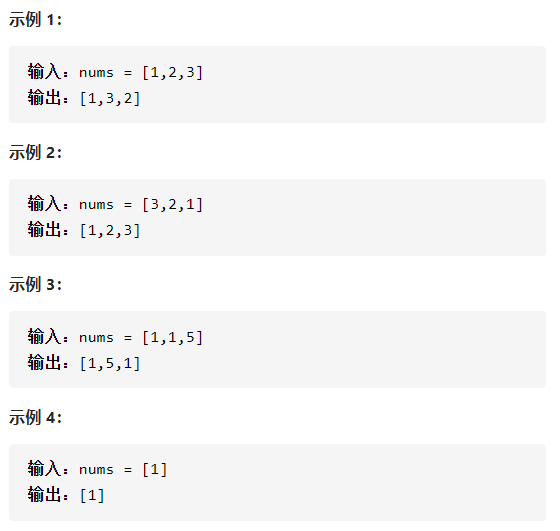 示例 1：
输入：nums = [1,2,3]
输出：[1,3,2]
示例 2：
输入：nums = [3,2,1]
输出：[1,2,3]
示例 3：
输入：nums = [1,1,5]
输出：[1,5,1]
示例 4：
输入：nums = [1]
输出：[1]